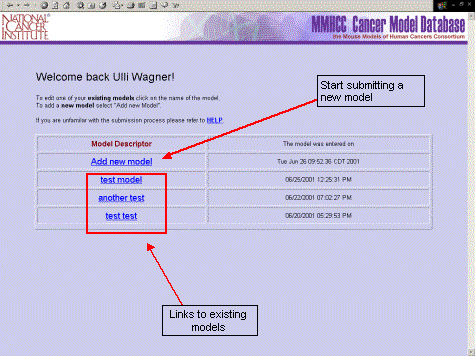 NATIONAL
CANCER
INSTITUTE
MMHCC Cancer Model Database
the Mouse Models of Human Cancers Consortium
Welcome back Ulli Wagner!
Start submitting a
new model
To edit one of your existing models click on the name of the model.
To add a new model select "Add new Model".
If you are unfamiliar with the submission process please refer to HELP.
Model Descriptor The model was entered on
Add new model Tue Jun 26 09:52:36 CDT 2001
test model 06/25/2001 12:25:31 PM
another test 06/22/2001 07:02:27 PM
test test 06/20/2001 05:29:53 PM
Links to existing
models